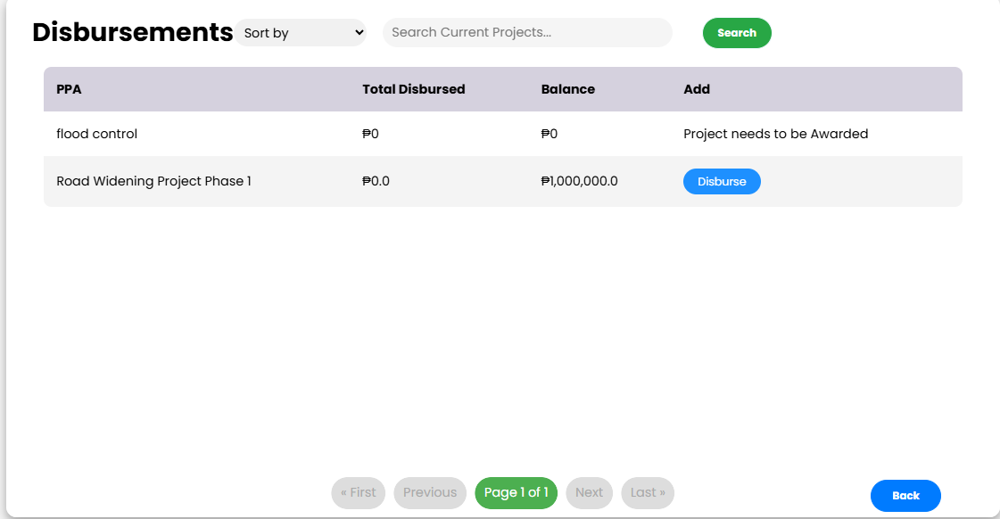 Disbursements Sort by Search Current Projects... Search
PPA Total Disbursed Balance Add
flood control ₱0 ₱0 Project needs to be Awarded
Road Widening Project Phase 1 ₱0.0 ₱1,000,000.0 Disburse
« First Previous Page 1 of 1 Next Last » Back